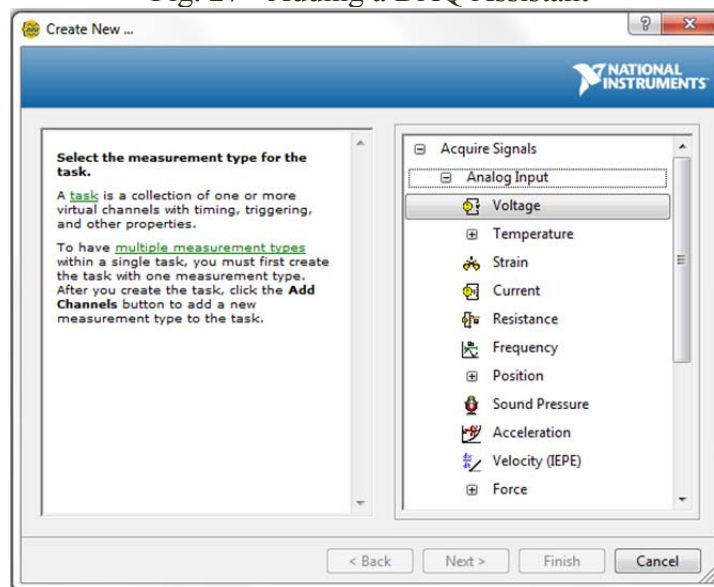 Create New ...
NATIONAL
INSTRUMENTS
Select the measurement type for the
task.
A task is a collection of one or more
virtual channels with timing, triggering,
and other properties.
To have multiple measurement types
within a single task, you must first create
the task with one measurement type.
After you create the task, click the Add
Channels button to add a new
measurement type to the task.
Acquire Signals
Analog Input
Voltage
Temperature
Strain
Current
Resistance
Frequency
Position
Sound Pressure
Acceleration
Velocity (IEPE)
Force
< Back
Next >
Finish
Cancel